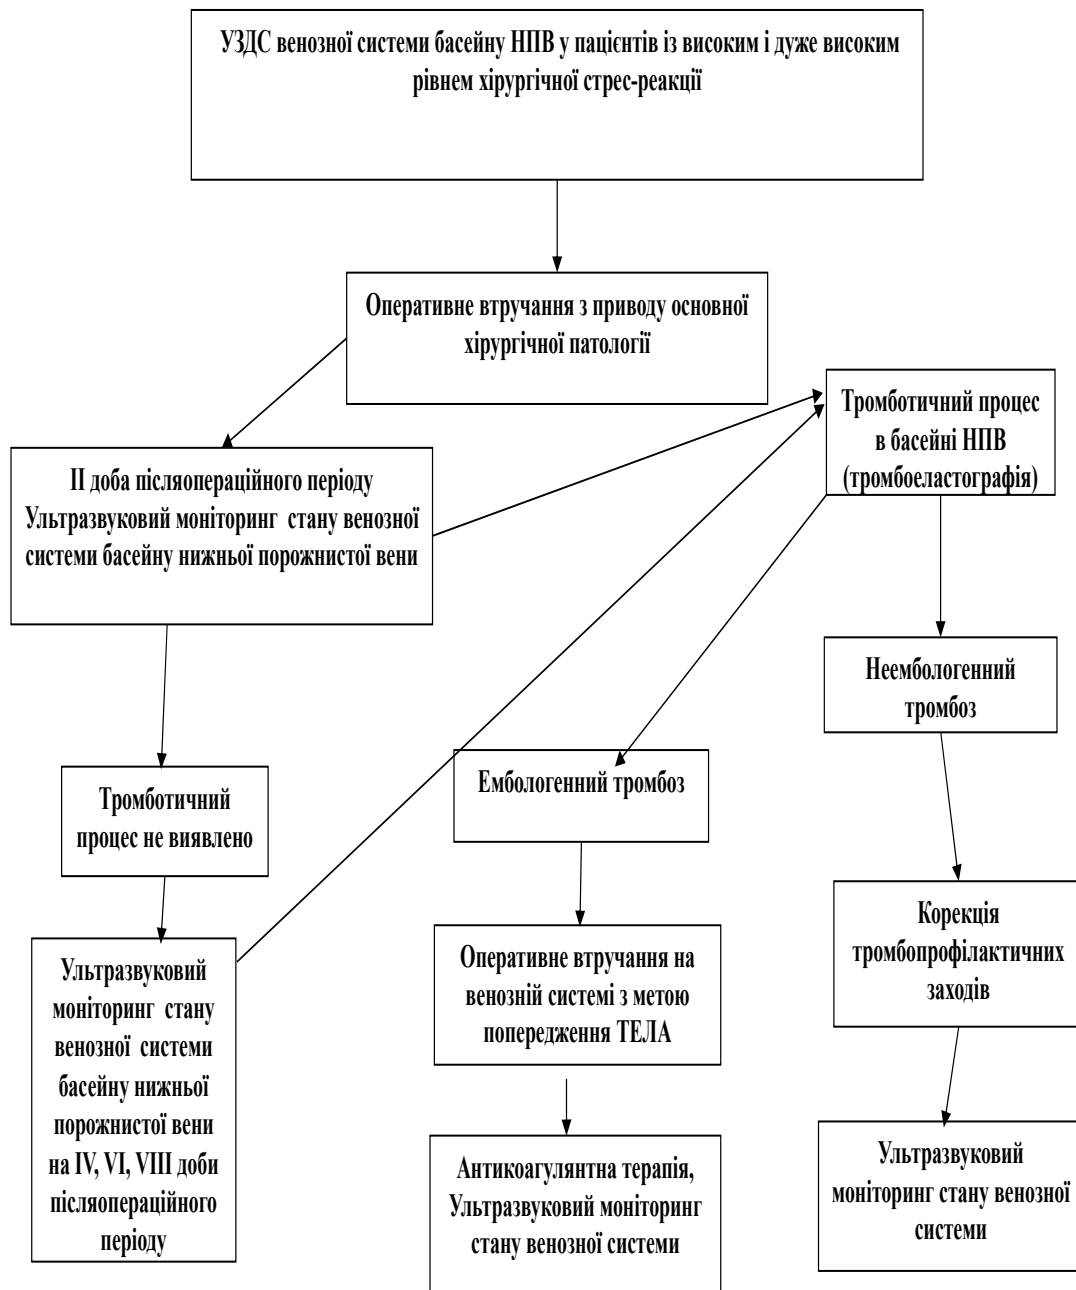 УЗДС венозної системи басейну НПВ у пацієнтів із високим і дуже високим
рівнем хірургічної стрес-реакції
Оперативне втручання з приводу основної
хірургічної патології
Тромботичний процес
в басейні НПВ
(тромбоеластографія)
ІІ доба післяопераційного періоду
Ультразвуковий моніторинг стану венозної
системи басейну нижньої порожнистої вени
Неембологенний
тромбоз
Тромботичний
процес не виявлено
Ембологенний тромбоз
Корекція
тромбопрофілактичних
заходів
Ультразвуковий
моніторинг стану
венозної системи
басейну нижньої
порожнистої вени
на IV, VI, VIII доби
післяопераційного
періоду
Оперативне втручання на
венозній системі з метою
попередження ТЕЛА
Антикоагулянтна терапія,
Ультразвуковий моніторинг
стану венозної системи
Ультразвуковий
моніторинг стану венозної
системи